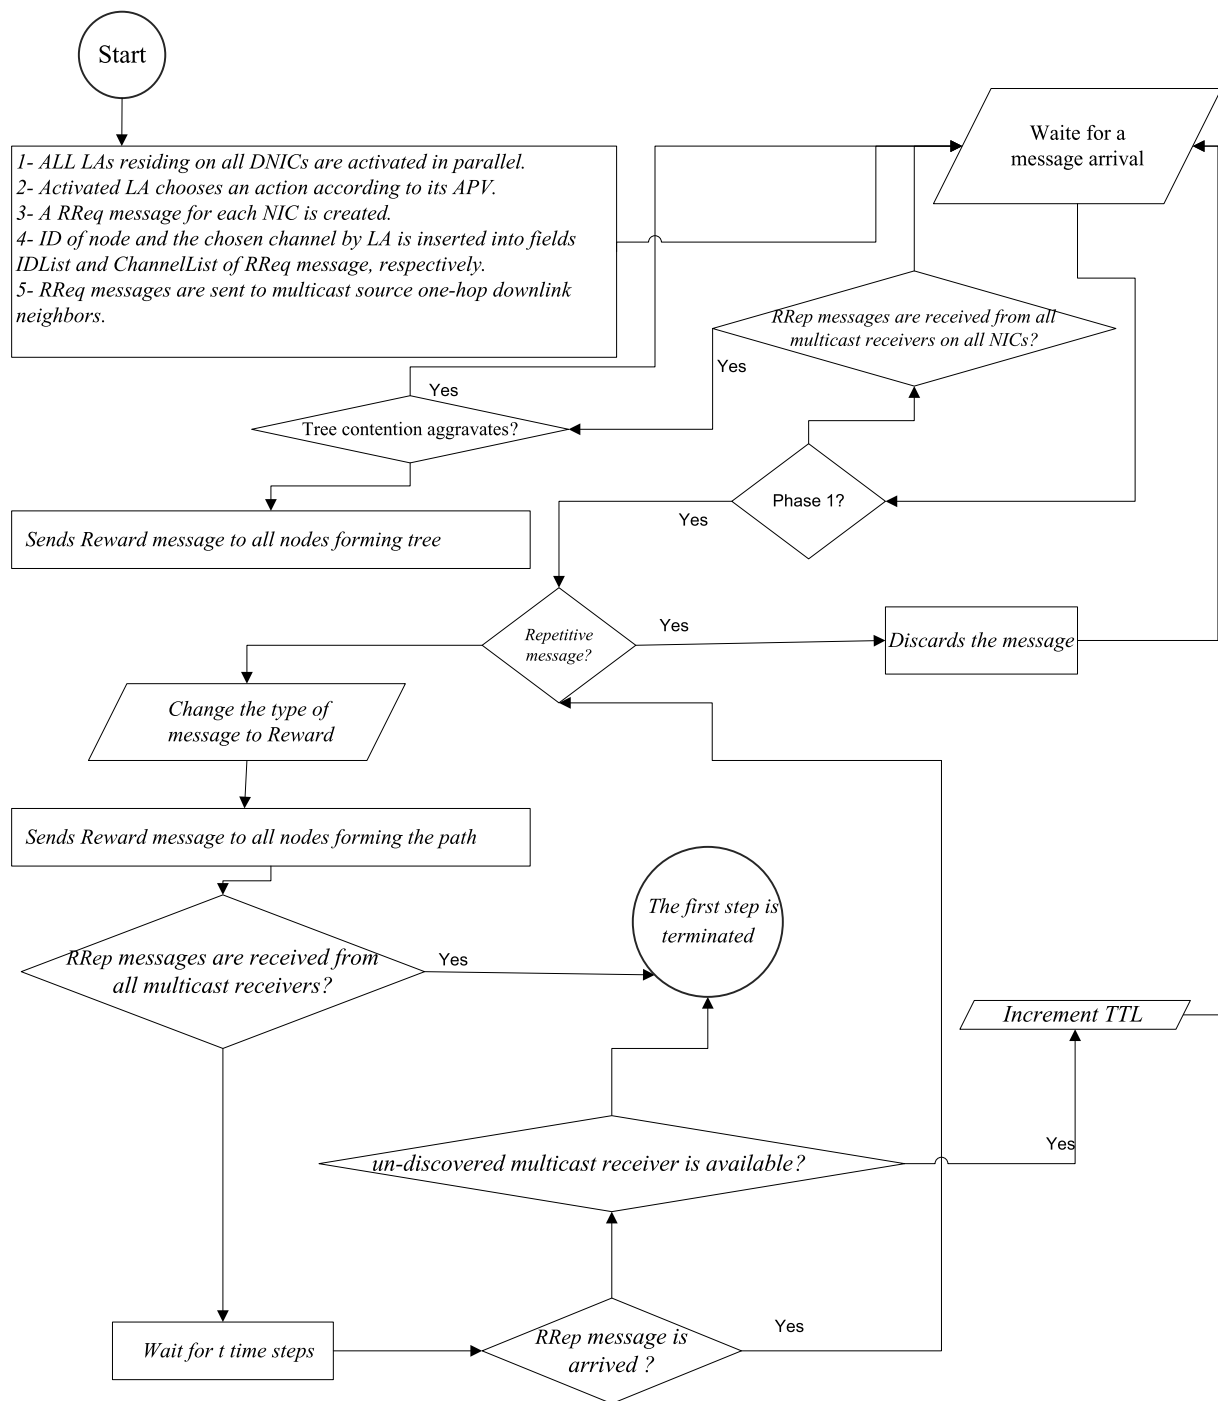 Start
Waite for a
message arrival
1- ALL LAs residing on all DNICs are activated in parallel.
2- Activated LA chooses an action according to its APV.
3- A RReq message for each NIC is created.
4- ID of node and the chosen channel by LA is inserted into fields
IDList and ChannelList of RReq message, respectively.
5- RReq messages are sent to multicast source one-hop downlink
neighbors.
RRep messages are received from all
multicast receivers on all NICs?
Yes
Yes
Tree contention aggravates?
Phase 1?
Yes
Sends Reward message to all nodes forming tree
Repetitive
message?
Yes
Discards the message
Change the type of
message to Reward
Sends Reward message to all nodes forming the path
The first step is
terminated
RRep messages are received from
all multicast receivers?
Yes
Increment TTL
Yes
un-discovered multicast receiver is available?
Wait for t time steps
RRep message is
arrived ?
Yes